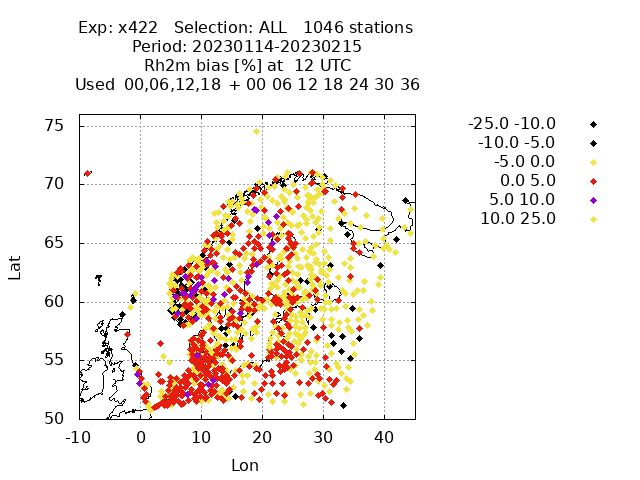 Exp: x422   Selection: ALL   1046 stations
Period: 20230114-20230215
Rh2m bias [%] at  12 UTC
Used  00,06,12,18  + 00 06 12 18 24 30 36
-25.0 -10.0
-10.0 -5.0
-5.0 0.0
0.0 5.0
5.0 10.0
10.0 25.0
75
70
65
60
55
50
Lat
-10 0 10 20 30 40
Lon